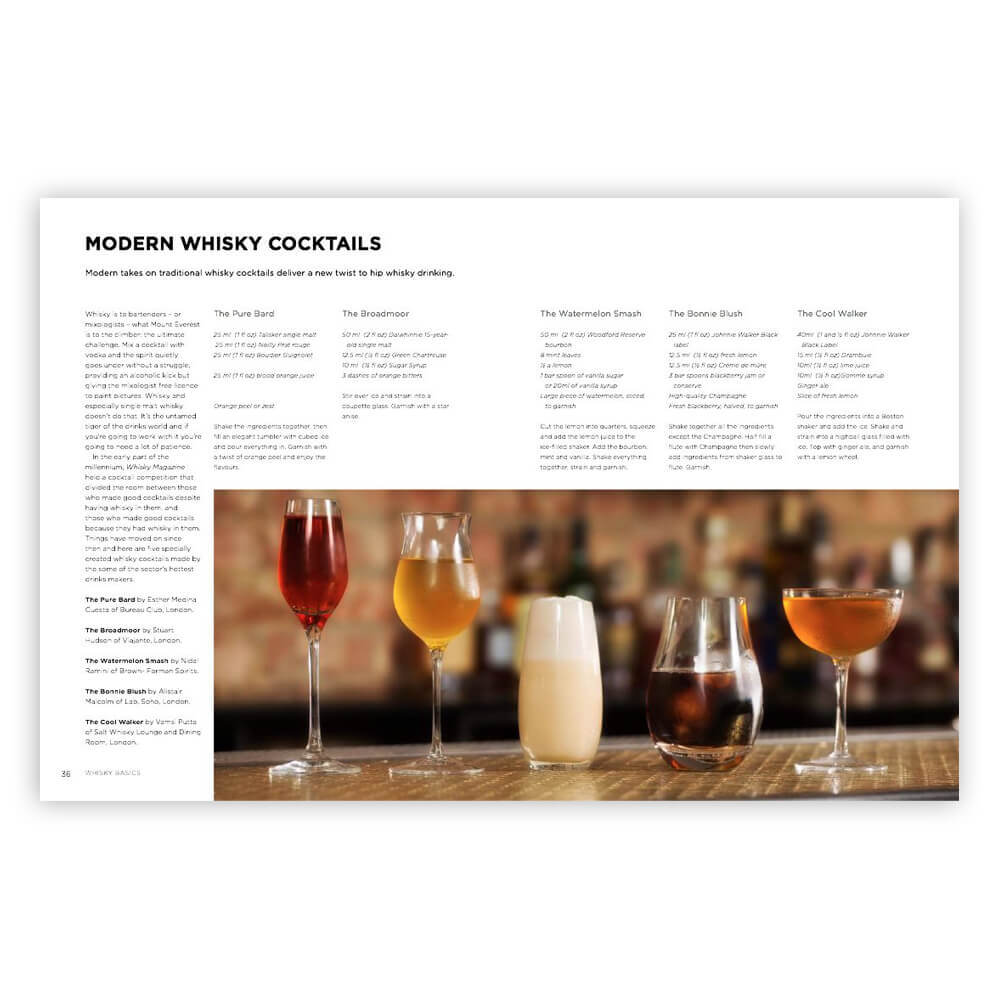 MODERN WHISKY COCKTAILS
Modern takes on traditional whisky cocktails deliver a new twist to hip whisky drinking.
Whisky is to bartenders – or
mixologists – what Mount Everest
is to the climber: the ultimate
challenge. Mix a cocktail with
vodka and the spirit quietly
goes under without a struggle,
providing an alcoholic kick but
giving the mixologist free licence
to paint pictures. Whisky and
especially single malt whisky
doesn't do that. It's the untamed
tiger of the drinks world and if
you're going to work with it you're
going to need a lot of patience.
In the early part of the
millennium, Whisky Magazine
held a cocktail competition that
divided the room between those
who made good cocktails despite
having whisky in them, and
those who made good cocktails
because they had whisky in them.
Things have moved on since
then and here are five specially
created whisky cocktails made by
the some of the sector's hottest
drinks makers.
The Pure Bard by Esther Medina
Cuesta of Bureau Club, London.
The Broadmoor by Stuart
Hudson of Viajante, London.
The Watermelon Smash by Nidal
Ramini of Brown- Forman Spirits.
The Bonnie Blush by Alistair
Malcolm of Lab, Soho, London.
The Cool Walker by Vamsi Putta
of Salt Whisky Lounge and Dining
Room, London.
The Pure Bard
25 ml (1 fl oz) Talisker single malt
25 ml (1 fl oz) Noilly Prat rouge
25 ml (1 fl oz) Boudier Guignolet
25 ml (1 fl oz) blood orange juice
Orange peel or zest
Shake the ingredients together, then
fill an elegant tumbler with cubed ice
and pour everything in. Garnish with
a twist of orange peel and enjoy the
flavours.
The Broadmoor
50 ml (2 fl oz) Dalwhinnie 15-year-
old single malt
12.5 ml (½ fl oz) Green Chartreuse
10 ml (½ fl oz) Sugar Syrup
3 dashes of orange bitters
Stir over ice and strain into a
coupette glass. Garnish with a star
anise.
The Watermelon Smash
50 ml (2 fl oz) Woodford Reserve
bourbon
8 mint leaves
½ a lemon
1 bar spoon of vanilla sugar
or 20ml of vanilla syrup
Large piece of watermelon, sliced,
to garnish
Cut the lemon into quarters, squeeze
and add the lemon juice to the
ice-filled shaker. Add the bourbon,
mint and vanilla. Shake everything
together, strain and garnish.
The Bonnie Blush
25 ml (1 fl oz) Johnnie Walker Black
label
12.5 ml (½ fl oz) fresh lemon
12.5 ml (½ fl oz) Crème de mûre
3 bar spoons blackberry jam or
conserve
High-quality Champagne
Fresh blackberry, halved, to garnish
Shake together all the ingredients
except the Champagne. Half fill a
flute with Champagne then slowly
add ingredients from shaker glass to
flute. Garnish.
The Cool Walker
40ml (1 and ½ fl oz) Johnnie Walker
Black Label
15 ml (½ fl oz) Drambuie
10ml (½ fl oz) lime juice
10ml (½ fl oz) Gomme syrup
Ginger ale
Slice of fresh lemon
Pour the ingredients into a Boston
shaker and add the ice. Shake and
strain into a highball glass filled with
ice. Top with ginger ale, and garnish
with a lemon wheel.
36 WHISKY BASICS